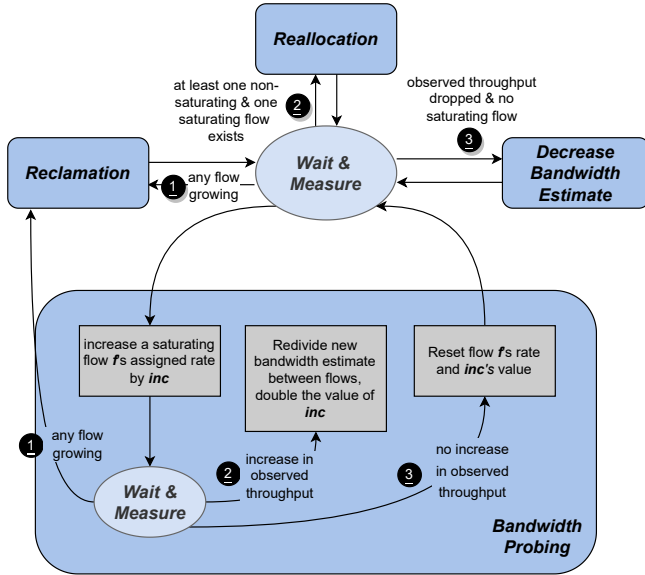 Reallocation
at least one non-
saturating & one
saturating flow
exists
2
observed throughput
dropped & no
saturating flow
3
Reclamation
Wait &
Measure
Decrease
Bandwidth
Estimate
1
any flow
growing
increase a saturating
flow f's assigned rate
by inc
Redivide new
bandwidth estimate
between flows,
double the value of
inc
Reset flow f's rate
and inc's value
1
any flow
growing
2
increase in
observed
throughput
3
no increase
in observed
throughput
Wait &
Measure
Bandwidth
Probing